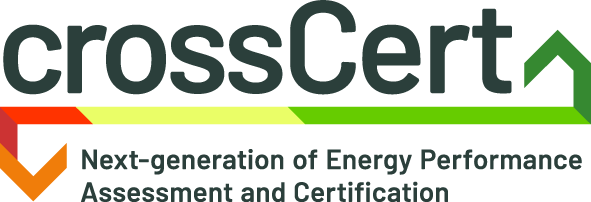 crossCert
Next-generation of Energy Performance
Assessment and Certification